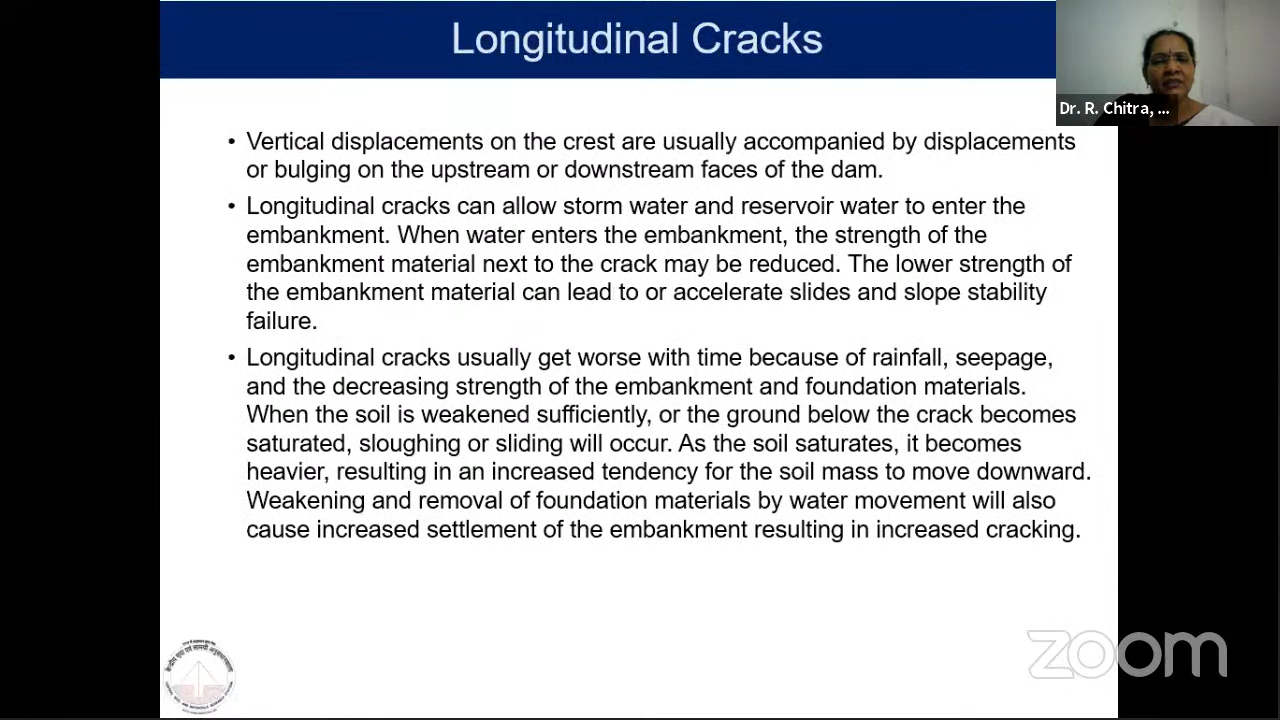 Longitudinal Cracks
Dr. R. Chitra, ...
• Vertical displacements on the crest are usually accompanied by displacements
or bulging on the upstream or downstream faces of the dam.
• Longitudinal cracks can allow storm water and reservoir water to enter the
embankment. When water enters the embankment, the strength of the
embankment material next to the crack may be reduced. The lower strength of
the embankment material can lead to or accelerate slides and slope stability
failure.
• Longitudinal cracks usually get worse with time because of rainfall, seepage,
and the decreasing strength of the embankment and foundation materials.
When the soil is weakened sufficiently, or the ground below the crack becomes
saturated, sloughing or sliding will occur. As the soil saturates, it becomes
heavier, resulting in an increased tendency for the soil mass to move downward.
Weakening and removal of foundation materials by water movement will also
cause increased settlement of the embankment resulting in increased cracking.
zoom